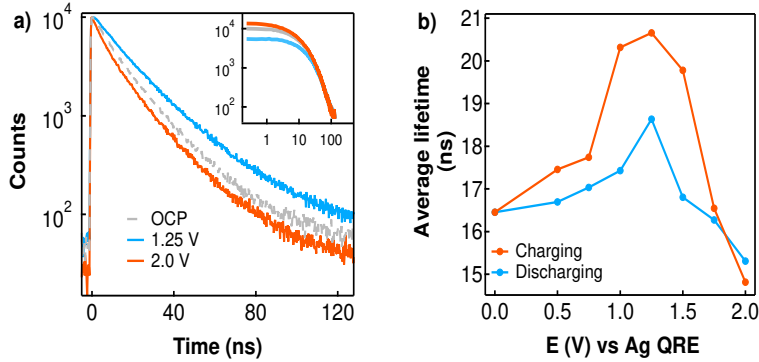 a)
Counts
10^4
10^3
10^2
10^4
10^3
10^2
1
10
100
OCP
1.25 V
2.0 V
0
40
80
120
Time (ns)
b)
Average lifetime
(ns)
21
20
19
18
17
16
15
Charging
Discharging
0.0
0.5
1.0
1.5
2.0
E (V) vs Ag QRE